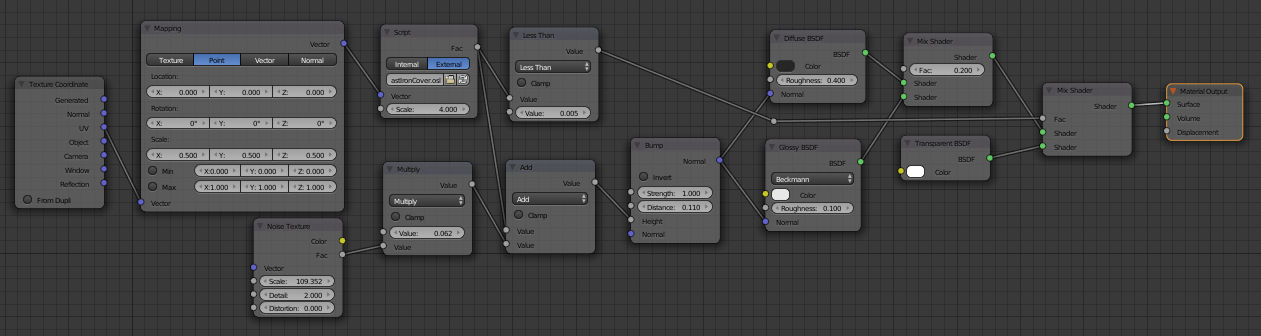 Texture Coordinate
Generated
Normal
UV
Object
Camera
Window
Reflection
From Dupli
Mapping
Vector
Texture Point Vector Normal
Location:
X: 0.000 Y: 0.000 Z: 0.000
Rotation:
X: 0° Y: 0° Z: 0°
Scale:
X: 0.500 Y: 0.500 Z: 0.500
Min X:0.000 Y: 0.000 Z: 0.000
Max X:1.000 Y: 1.000 Z: 1.000
Vector
Noise Texture
Color
Fac
Vector
Scale: 109.352
Detail: 2.000
Distortion: 0.000
Script
Fac
Internal External
astIronCover.osl
Vector
Scale: 4.000
Multiply
Value
Multiply
Clamp
Value: 0.062
Value
Less Than
Value
Less Than
Clamp
Value
Value: 0.005
Add
Value
Add
Clamp
Value
Value
Bump
Normal
Invert
Strength: 1.000
Distance: 0.110
Height
Normal
Diffuse BSDF
BSDF
Color
Roughness: 0.400
Normal
Glossy BSDF
BSDF
Beckmann
Color
Roughness: 0.100
Normal
Mix Shader
Shader
Fac: 0.200
Shader
Shader
Transparent BSDF
BSDF
Color
Mix Shader
Shader
Fac
Shader
Shader
Material Output
Surface
Volume
Displacement